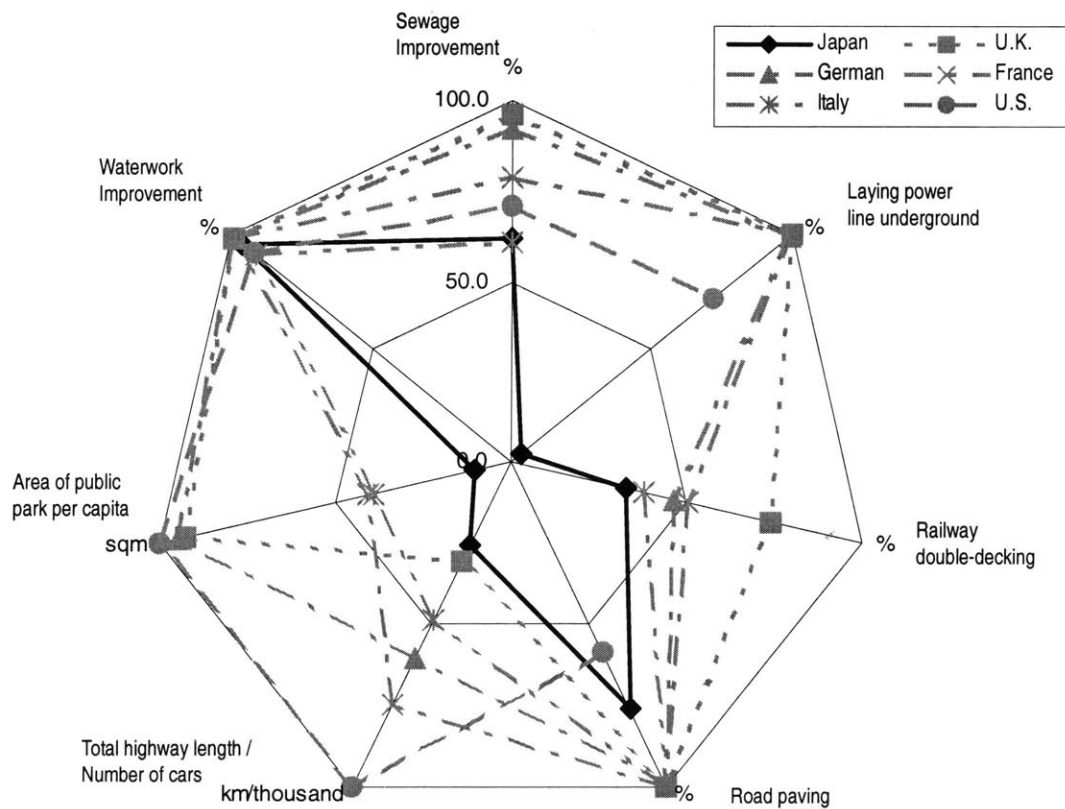 Sewage
Improvement
%
100.0
Japan
U.K.
German
France
Italy
U.S.
Waterwork
Improvement
%
Laying power
line underground
%
50.0
0.0
Area of public
park per capita
sqm
%
Railway
double-decking
Total highway length /
Number of cars
km/thousand
%
Road paving